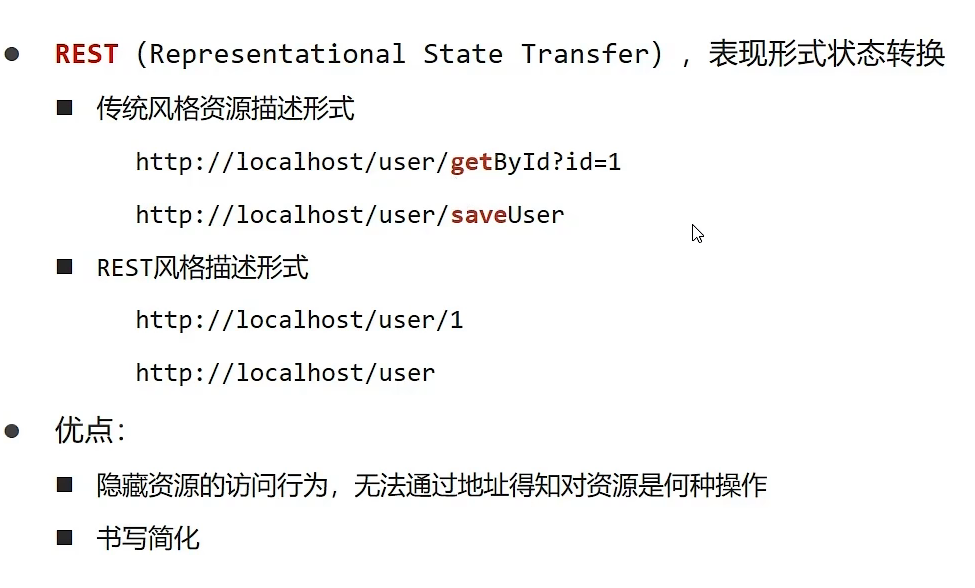 REST（Representational State Transfer），表现形式状态转换
传统风格资源描述形式
http://localhost/user/getById?id=1
http://localhost/user/saveUser
REST风格描述形式
http://localhost/user/1
http://localhost/user
优点：
隐藏资源的访问行为，无法通过地址得知对资源是何种操作
书写简化